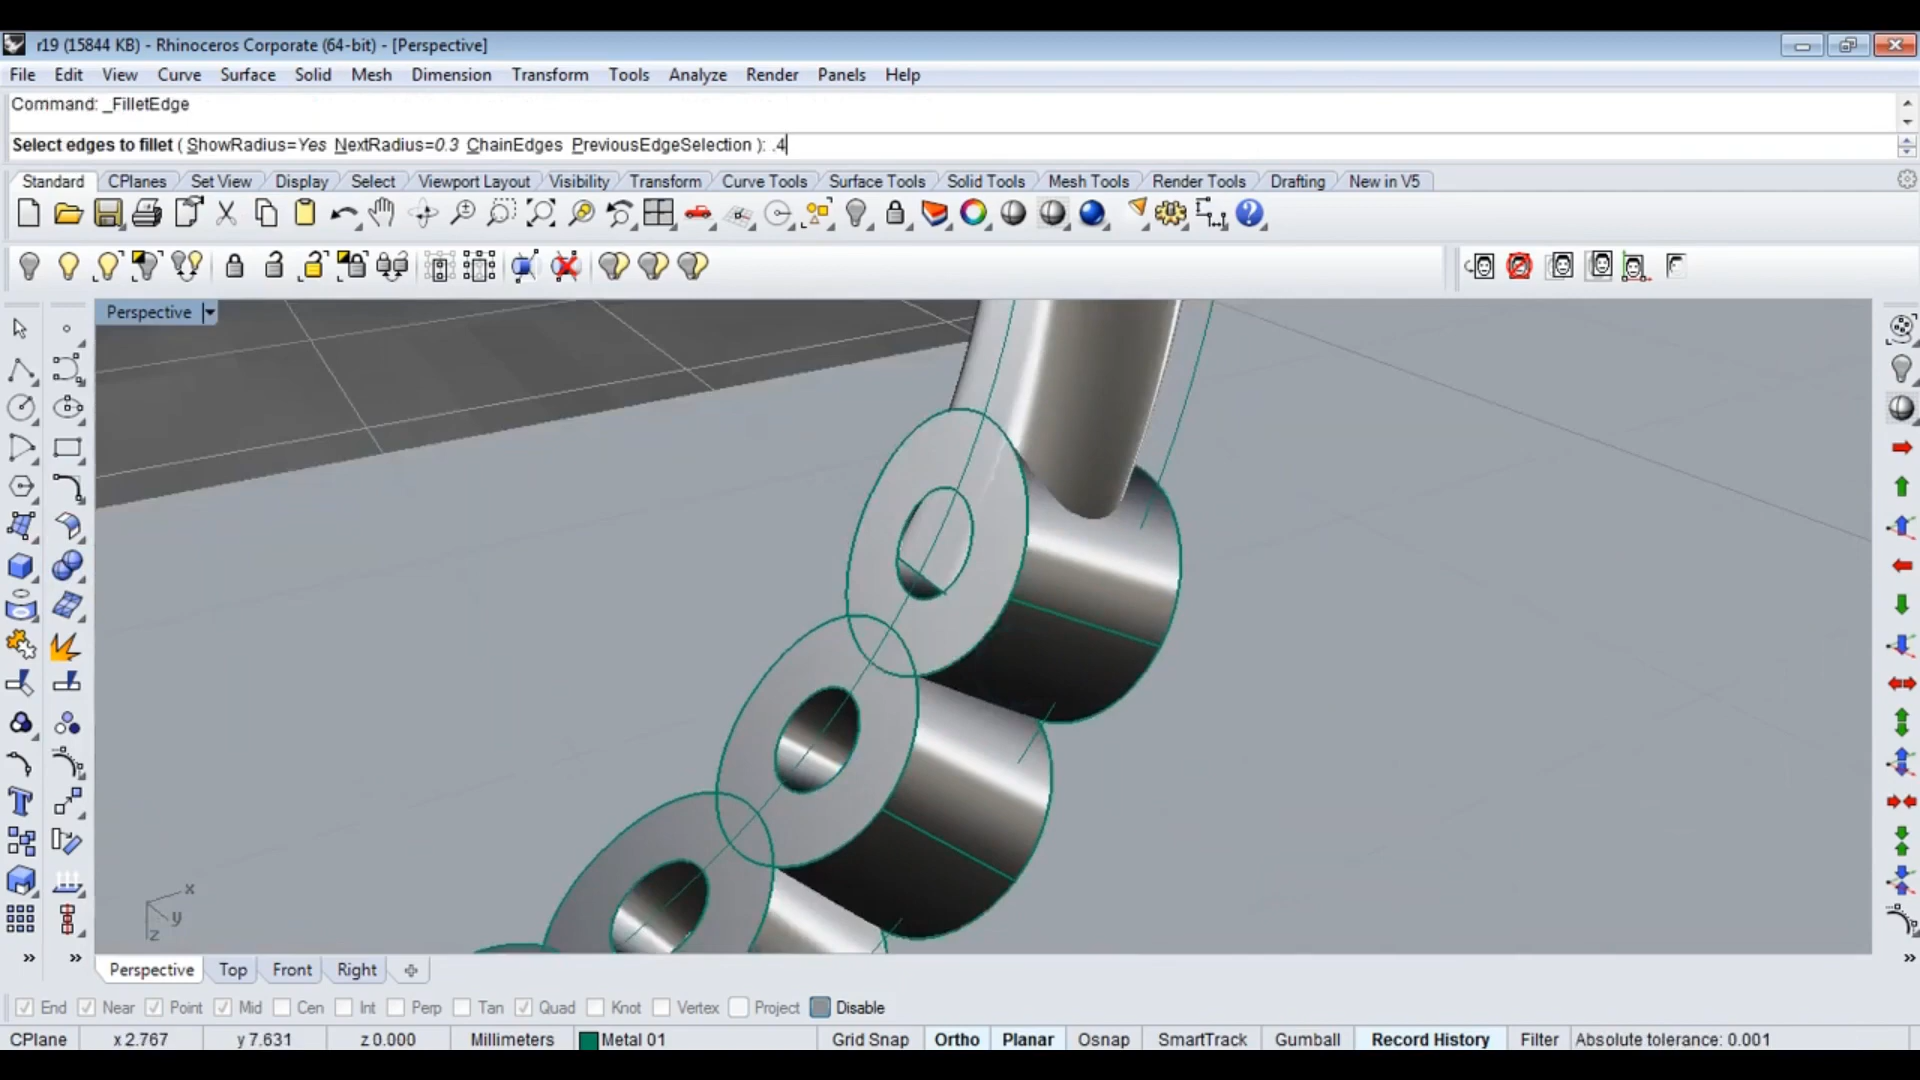 r19 (15844 KB) - Rhinoceros Corporate (64-bit) - [Perspective]
File Edit View Curve Surface Solid Mesh Dimension Transform Tools Analyze Render Panels Help
Command: _FilletEdge
Select edges to fillet ( ShowRadius=Yes NextRadius=0.3 ChainEdges PreviousEdgeSelection ): .4
Standard CPlanes Set View Display Select Viewport Layout Visibility Transform Curve Tools Surface Tools Solid Tools Mesh Tools Render Tools Drafting New in V5
Perspective
x
y
z
Perspective Top Front Right
End Near Point Mid Cen Int Perp Tan Quad Knot Vertex Project Disable
CPlane x 2.767 y 7.631 z 0.000 Millimeters Metal 01 Grid Snap Ortho Planar Osnap SmartTrack Gumball Record History Filter Absolute tolerance: 0.001